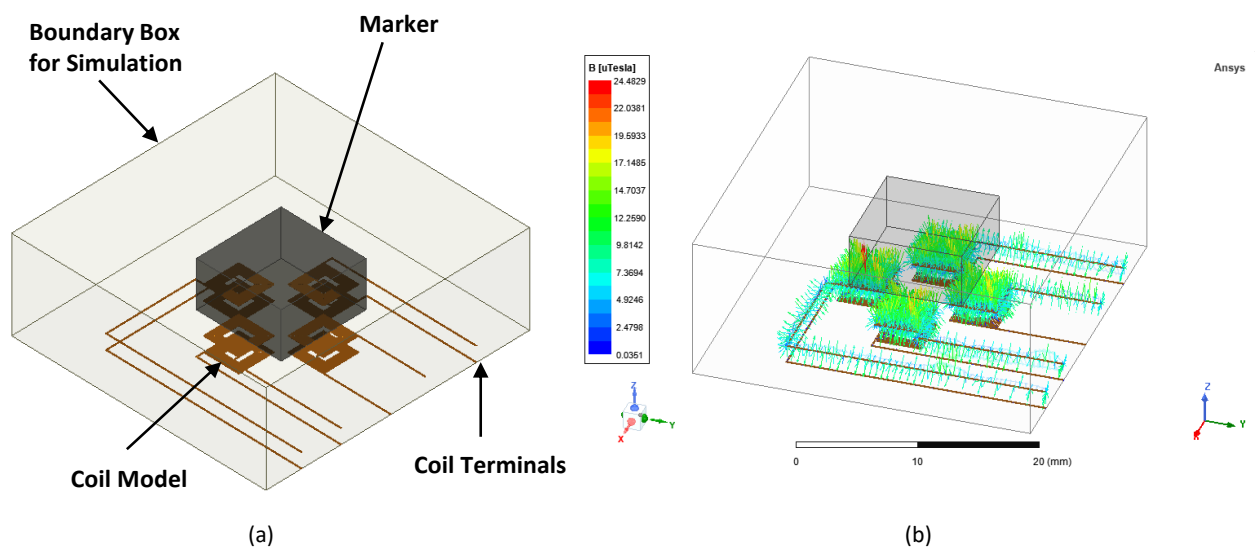 Boundary Box
for Simulation
Marker
Coil Model
Coil Terminals
(a)
B [uTesla]
24.4829
22.0381
19.5933
17.1485
14.7037
12.2590
9.8142
7.3694
4.9246
2.4798
0.0351
Ansys
Z
Y
X
Z
Y
X
0
10
20 (mm)
(b)